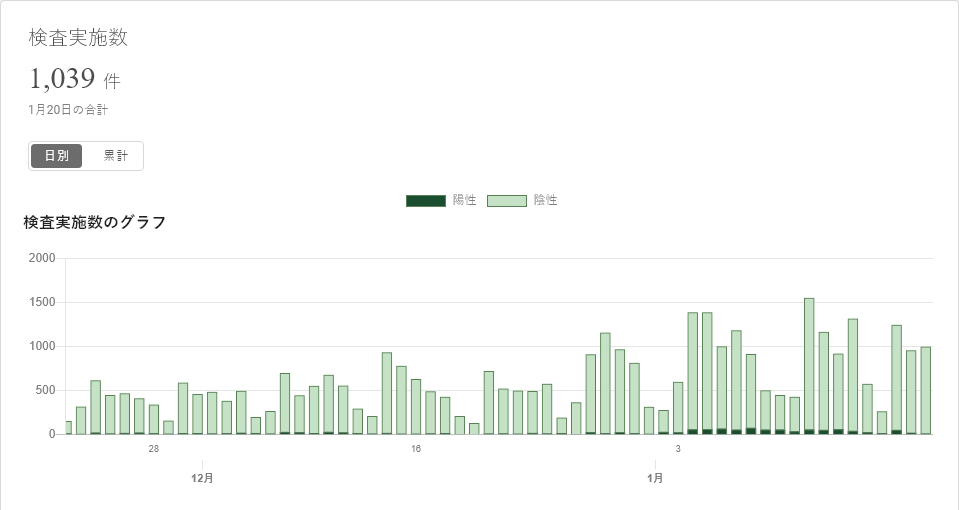 検査実施数
1,039 件
1月20日の合計
日別 累計
陽性 陰性
検査実施数のグラフ
2000
1500
1000
500
0
28 16 3
12月 1月